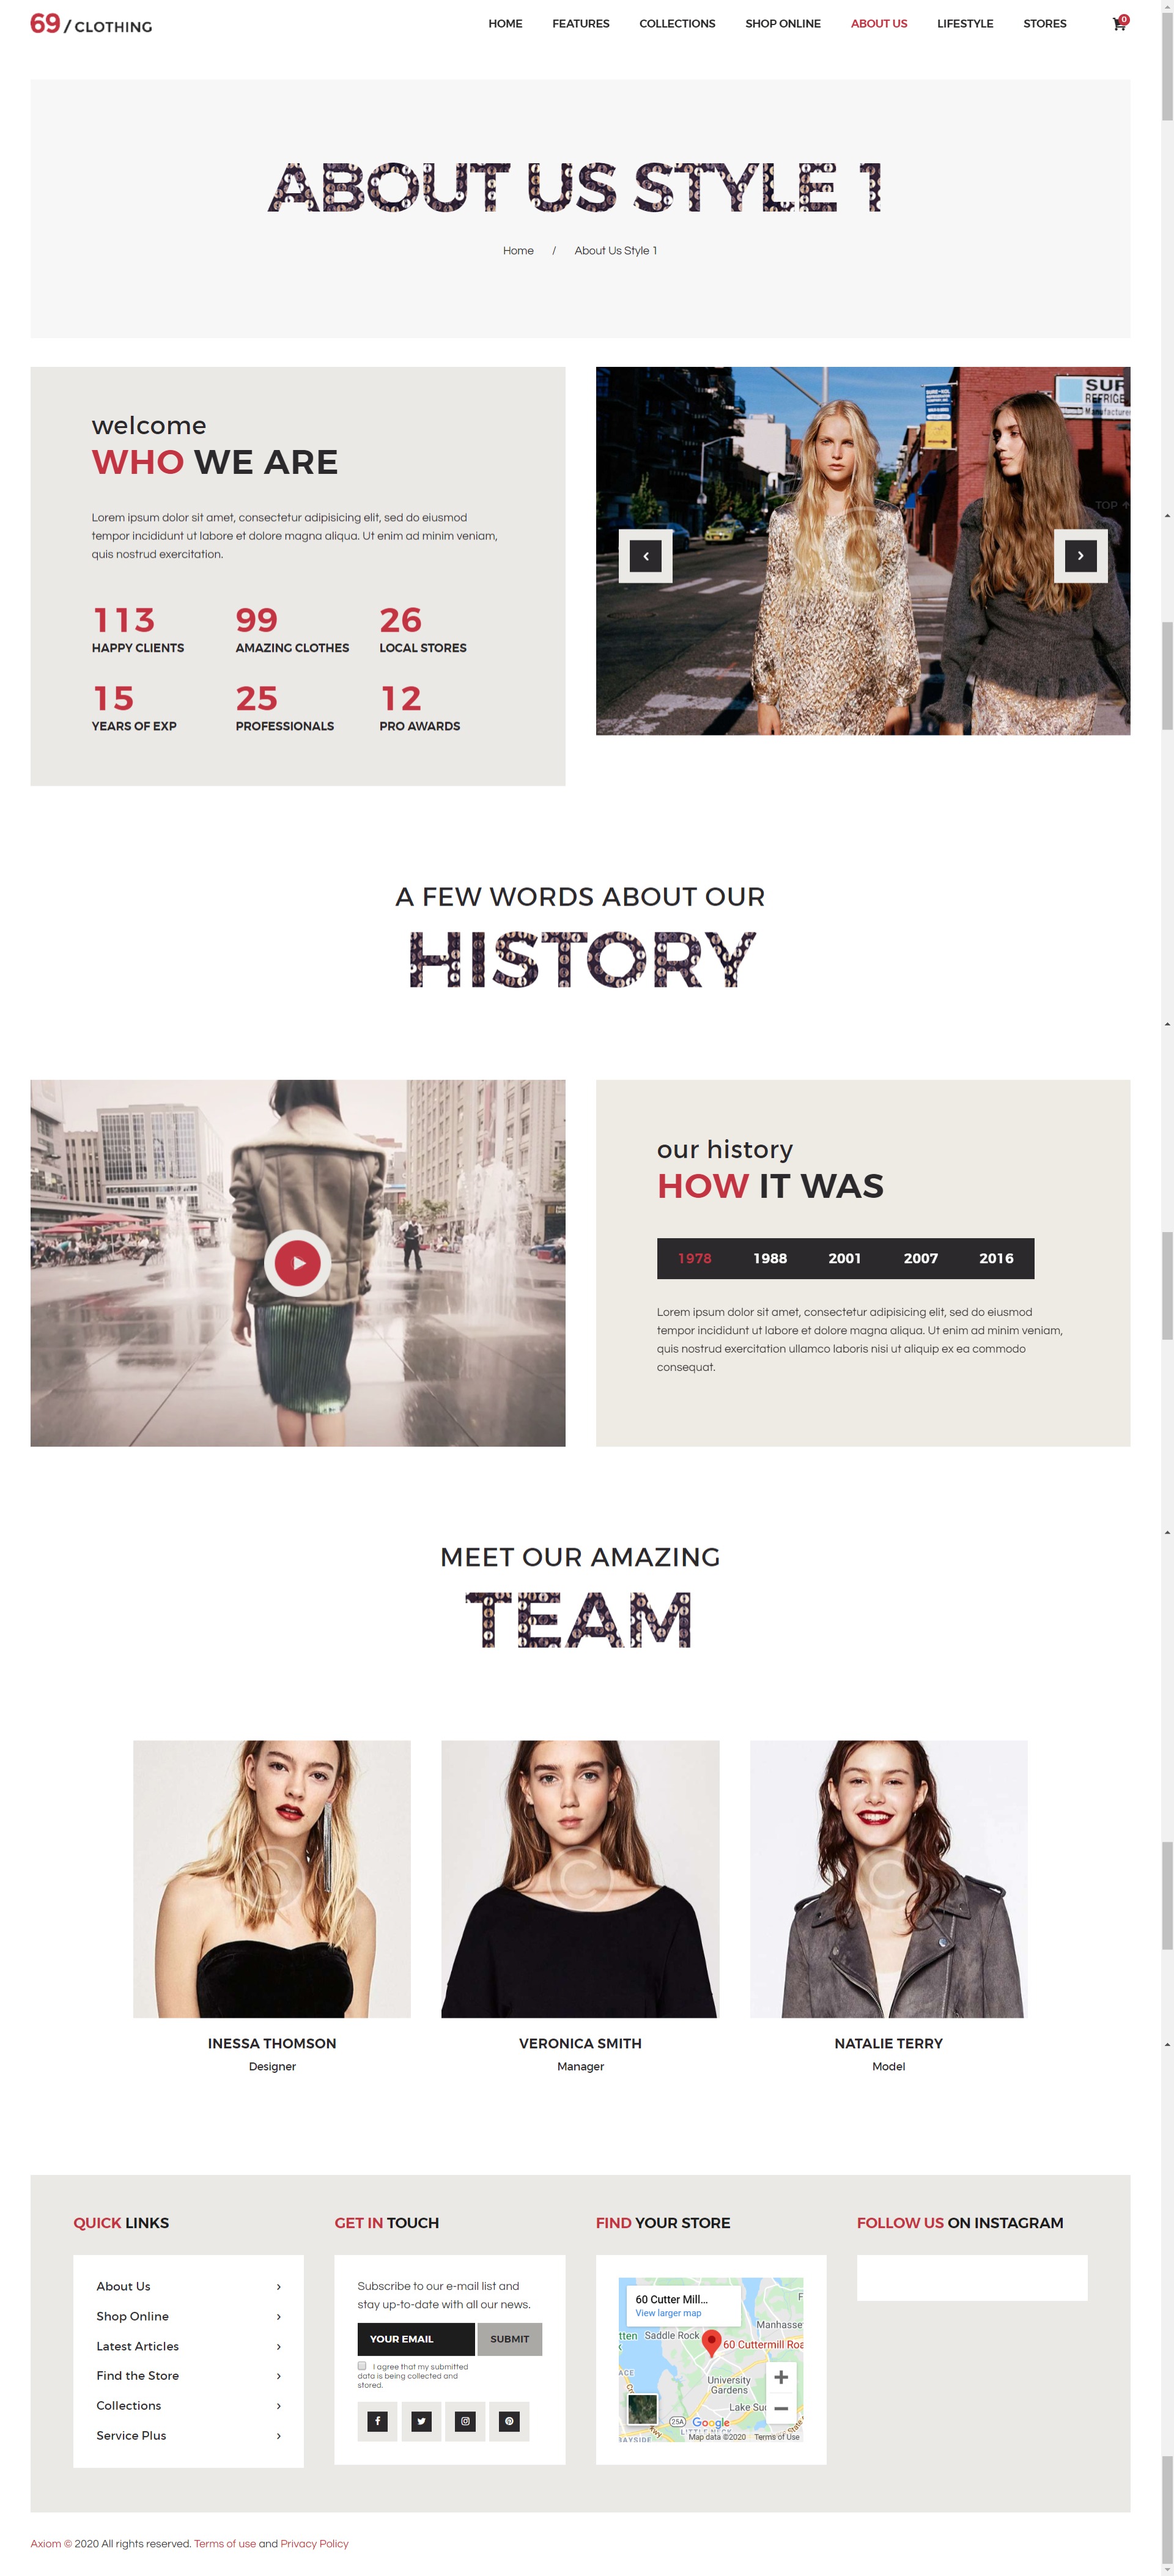 69 / CLOTHING
HOME FEATURES COLLECTIONS SHOP ONLINE ABOUT US LIFESTYLE STORES 0
ABOUT US STYLE 1
Home / About Us Style 1
welcome
WHO WE ARE
Lorem ipsum dolor sit amet, consectetur adipisicing elit, sed do eiusmod
tempor incididunt ut labore et dolore magna aliqua. Ut enim ad minim veniam,
quis nostrud exercitation.
113 99 26
HAPPY CLIENTS AMAZING CLOTHES LOCAL STORES
15 25 12
YEARS OF EXP PROFESSIONALS PRO AWARDS
SUR
REFRIGE
Manufacture
TOP
A FEW WORDS ABOUT OUR
HISTORY
our history
HOW IT WAS
1978 1988 2001 2007 2016
Lorem ipsum dolor sit amet, consectetur adipisicing elit, sed do eiusmod
tempor incididunt ut labore et dolore magna aliqua. Ut enim ad minim veniam,
quis nostrud exercitation ullamco laboris nisi ut aliquip ex ea commodo
consequat.
MEET OUR AMAZING
TEAM
INESSA THOMSON
Designer
VERONICA SMITH
Manager
NATALIE TERRY
Model
QUICK LINKS
About Us
Shop Online
Latest Articles
Find the Store
Collections
Service Plus
GET IN TOUCH
Subscribe to our e-mail list and
stay up-to-date with all our news.
YOUR EMAIL SUBMIT
I agree that my submitted
data is being collected and
stored.
FIND YOUR STORE
60 Cutter Mill...
View larger map
Manhasse
Saddle Rock
60 Cuttermill Roa
University
Gardens
Lake Su
25A
Google
LITTLE NECK
BAYSIDE
Map data ©2020 Terms of Use
FOLLOW US ON INSTAGRAM
Axiom © 2020 All rights reserved. Terms of use and Privacy Policy